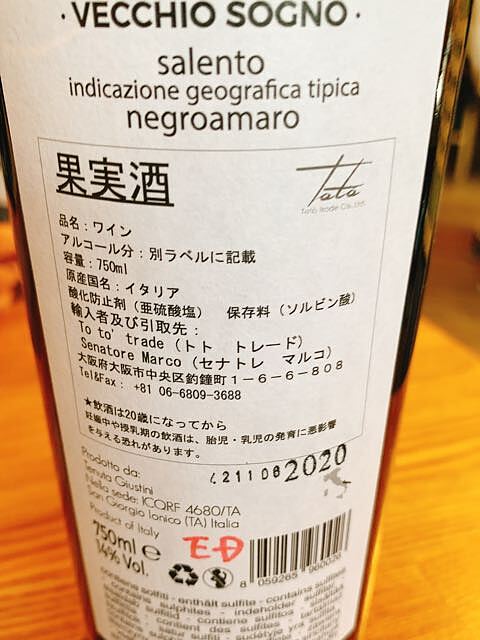 · VECCHIO SOGNO ·
salento
indicazione geografica tipica
negroamaro
果実酒
Toto
Toto Trade Co.,Ltd.
品名：ワイン
アルコール分：別ラベルに記載
容量：750ml
原産国名：イタリア
酸化防止剤（亜硫酸塩） 保存料（ソルビン酸）
輸入者及び引取先：
To to' trade（トト トレード）
Senatore Marco（セナトレ マルコ）
大阪府大阪市中央区釣鐘町１－６－６－８０８
Tel&Fax： +81 06-6809-3688
★飲酒は20歳になってから
妊娠中や授乳期の飲酒は、胎児・乳児の発育に悪影響
を与える恐れがあります。
211106 2020
Prodotto da:
Tenuta Giustini
Nella sede: ICQRF 4680/TA
San Giorgio Ionico (TA) Italia
Product of Italy
750ml e
14% Vol.
E-D
8 059265 960028
contiene solfiti - enthält sulfite - contains sulfites